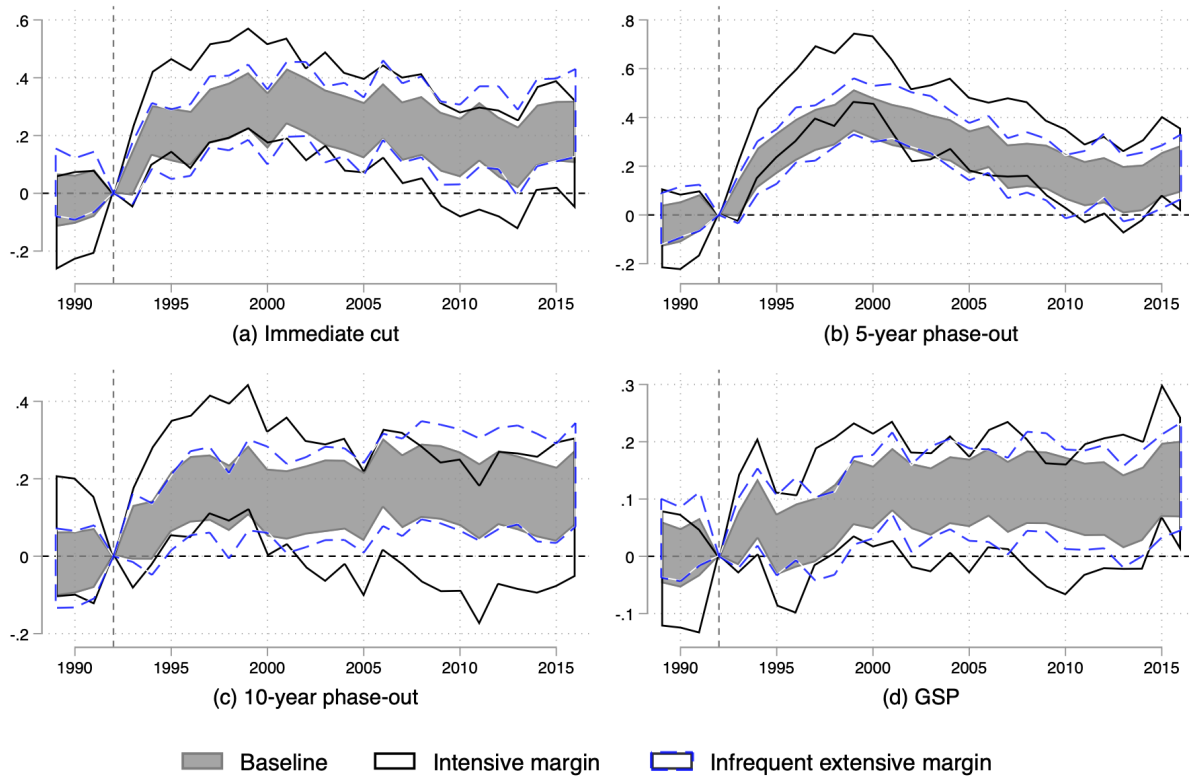 .6
.4
.2
0
-.2
1990 1995 2000 2005 2010 2015
(a) Immediate cut
.8
.6
.4
.2
0
-.2
1990 1995 2000 2005 2010 2015
(b) 5-year phase-out
.4
.2
0
-.2
1990 1995 2000 2005 2010 2015
(c) 10-year phase-out
.3
.2
.1
0
-.1
1990 1995 2000 2005 2010 2015
(d) GSP
Baseline Intensive margin Infrequent extensive margin